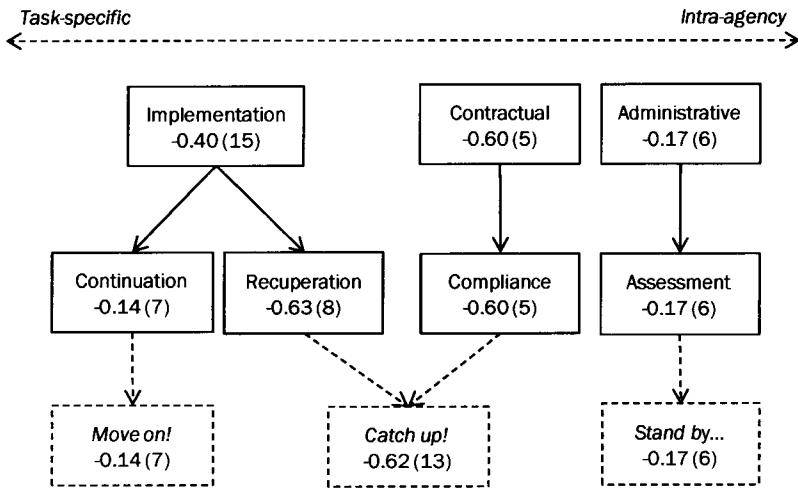 Task-specific
Intra-agency
Implementation
-0.40 (15)
Contractual
-0.60 (5)
Administrative
-0.17 (6)
Continuation
-0.14 (7)
Recuperation
-0.63 (8)
Compliance
-0.60 (5)
Assessment
-0.17 (6)
Move on!
-0.14 (7)
Catch up!
-0.62 (13)
Stand by...
-0.17 (6)